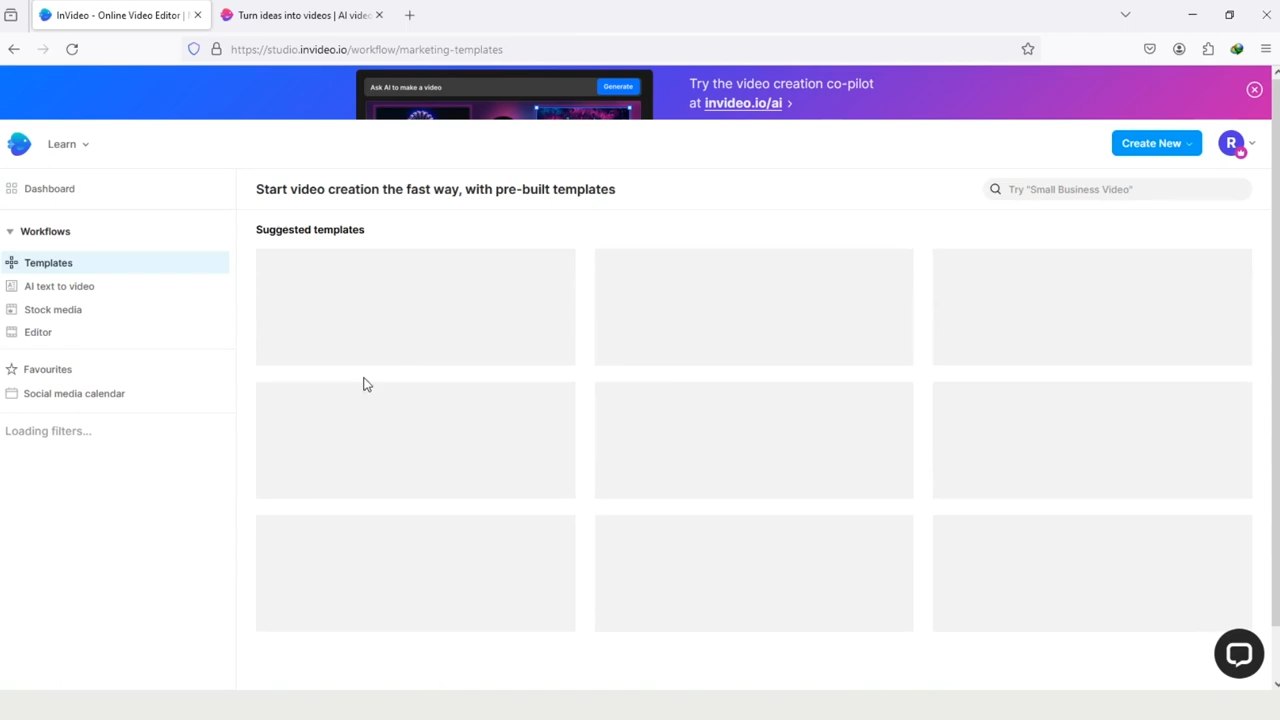 InVideo - Online Video Editor |
Turn ideas into videos | AI video
https://studio.invideo.io/workflow/marketing-templates
Ask AI to make a video
Generate
Try the video creation co-pilot
at invideo.io/ai ›
Learn
Create New
R
Dashboard
Start video creation the fast way, with pre-built templates
Try "Small Business Video"
Workflows
Suggested templates
Templates
AI text to video
Stock media
Editor
Favourites
Social media calendar
Loading filters...